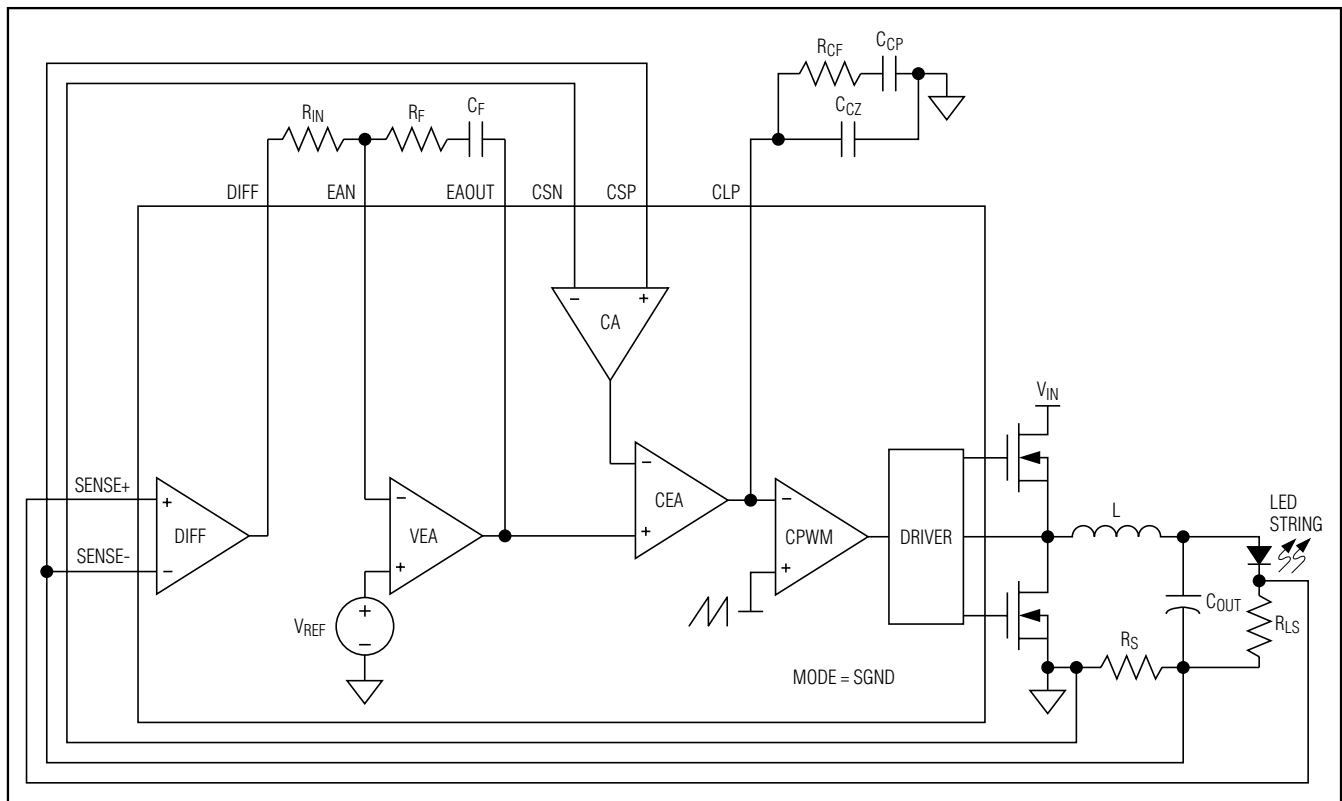 R_CF
C_CP
C_CZ
R_IN
R_F
C_F
DIFF
EAN
EAOUT
CSN
CSP
CLP
−
+
CA
V_IN
SENSE+
+
DIFF
SENSE-
−
−
VEA
+
−
CEA
+
−
CPWM
+
DRIVER
L
LED
STRING
V_REF
+
−
C_OUT
R_LS
R_S
MODE = SGND